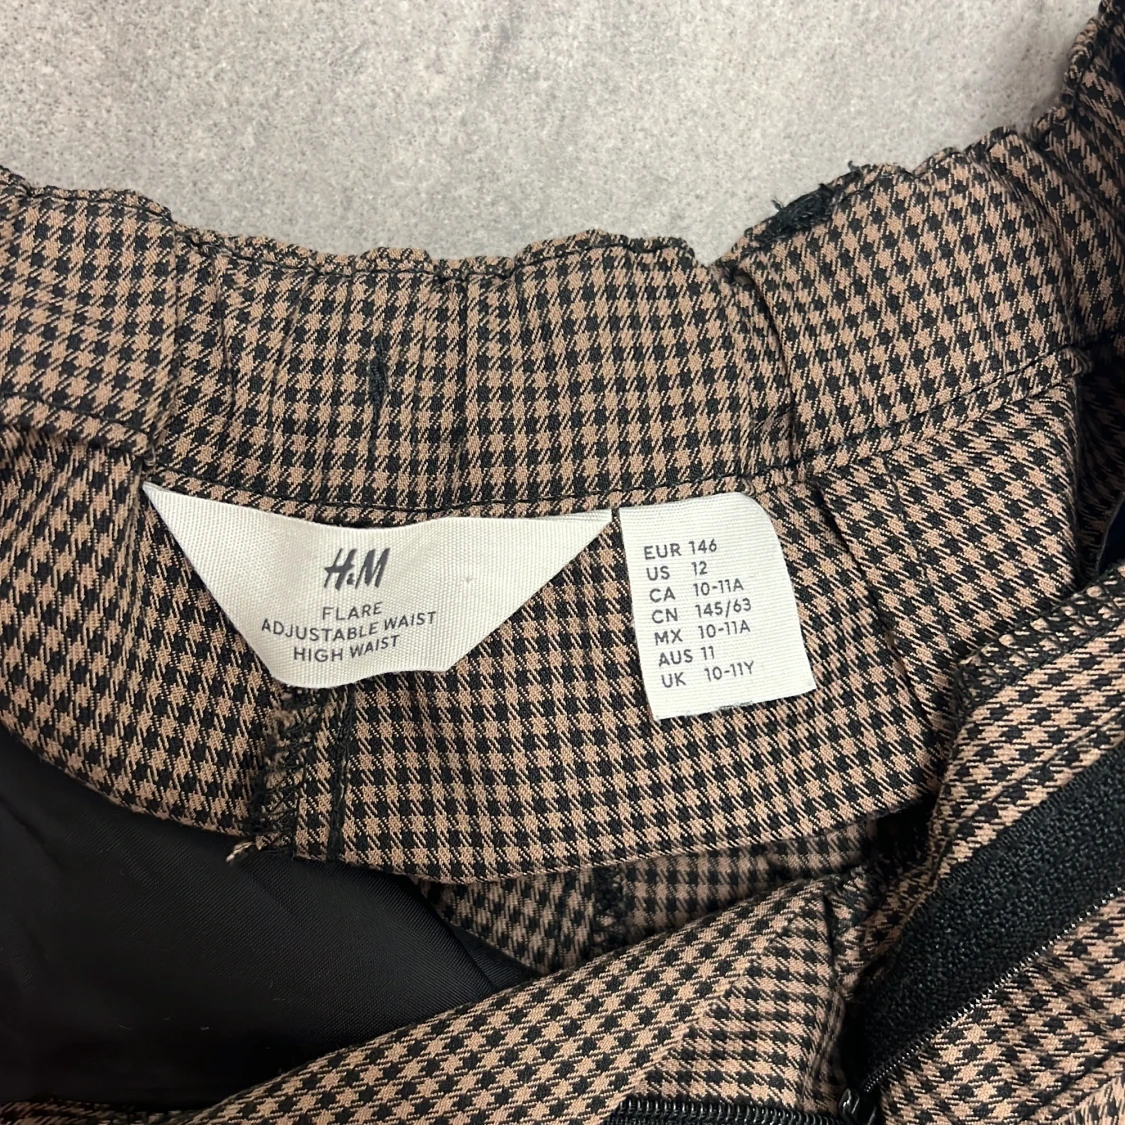 H&M
FLARE
ADJUSTABLE WAIST
HIGH WAIST
EUR 146
US 12
CA 10-11A
CN 145/63
MX 10-11A
AUS 11
UK 10-11Y